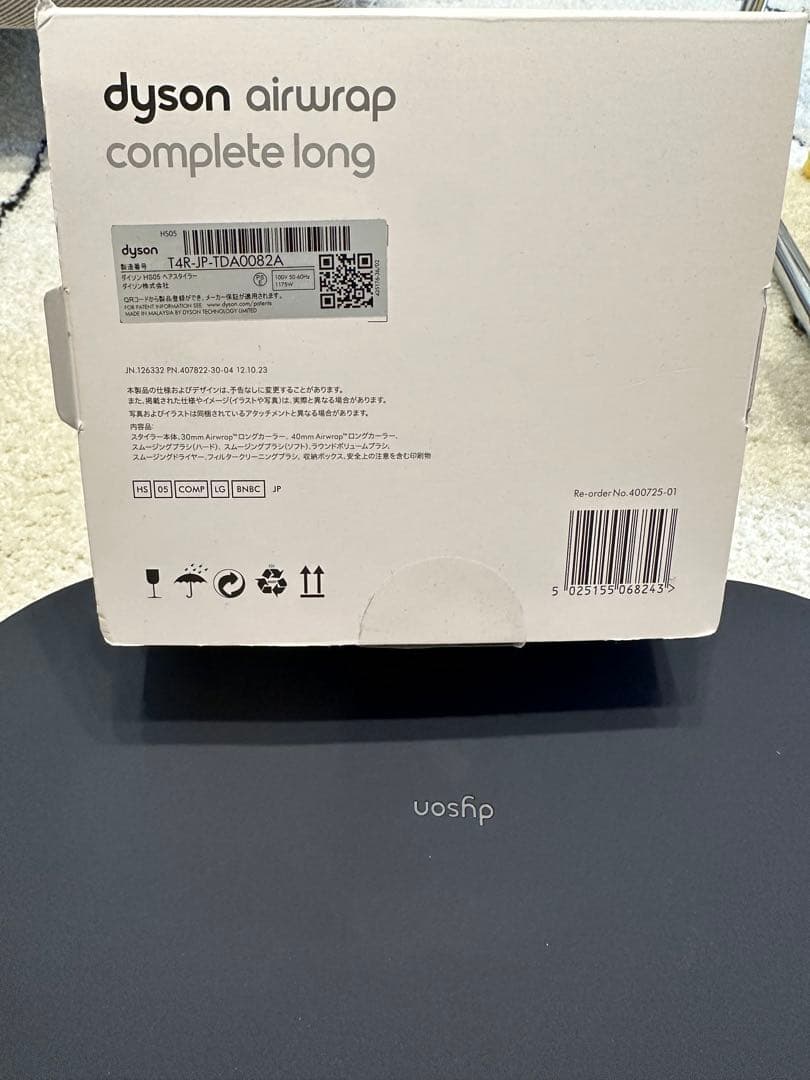 dyson airwrap
complete long
HS05
dyson
製造番号 T4R-JP-TDA0082A
ダイソン HS05 ヘアスタイラー
ダイソン株式会社
PS E
100V 50-60Hz
1175W
QRコードから製品登録ができ、メーカー保証が適用されます。
FOR PATENT INFORMATION SEE: www.dyson.com/patents
MADE IN MALAYSIA BY DYSON TECHNOLOGY LIMITED
JN.126332 PN.407822-30-04 12.10.23
本製品の仕様およびデザインは、予告なしに変更することがあります。
また、掲載された仕様やイメージ(イラストや写真)は、実際と異なる場合があります。
写真およびイラストは同梱されているアタッチメントと異なる場合があります。
内容品:
スタイラー本体、30mm Airwrap™ロングカーラー、40mm Airwrap™ロングカーラー、
スムージングブラシ(ハード)、スムージングブラシ(ソフト)、ラウンドボリュームブラシ、
スムージングドライヤー、フィルタークリーニングブラシ、収納ボックス、安全上の注意を含む印刷物
HS 05 COMP LG BNBC JP
Re-order No.400725-01
5 025155 068243 >
dyson